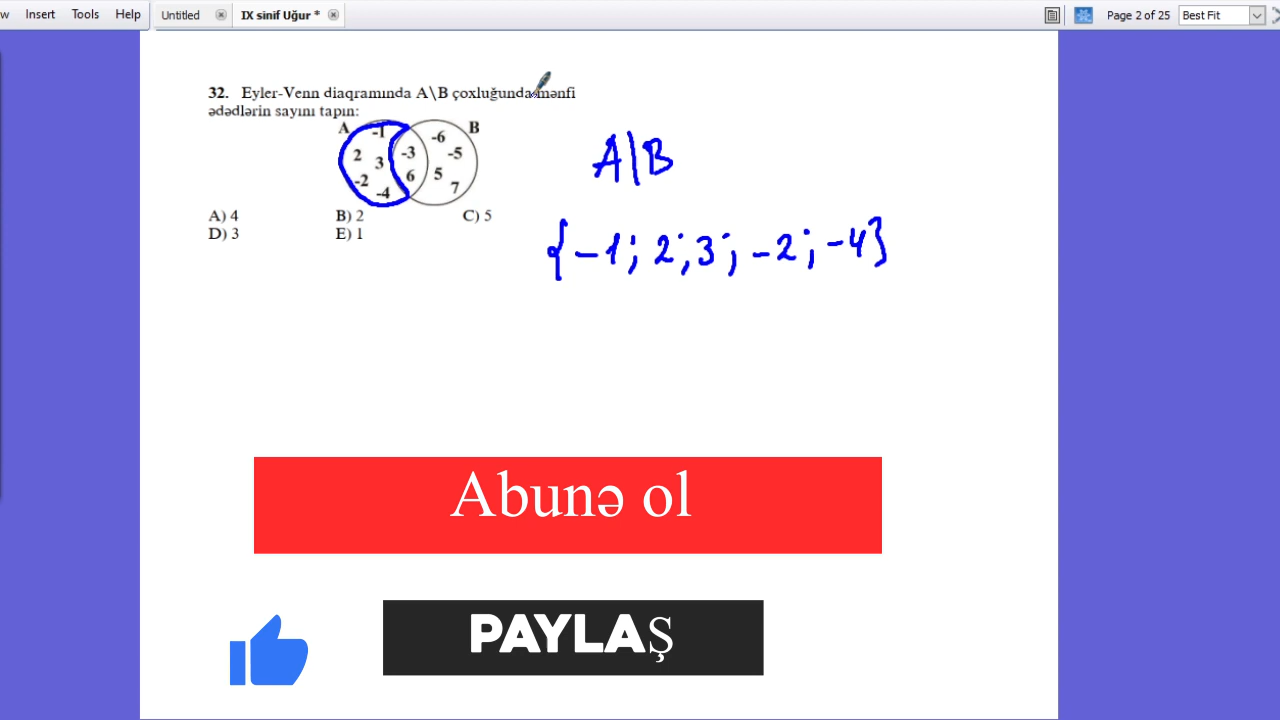 w Insert Tools Help
Untitled IX sinif Uğur *
Page 2 of 25 Best Fit
32. Eyler-Venn diaqramında A\B çoxluğunda mənfi
ədədlərin sayını tapın:
A B
-1 -6
2 3 -3 -5
-2 6 5
-4 7
A) 4 B) 2 C) 5
D) 3 E) 1
A\B
{-1; 2; 3; -2; -4}
Abunə ol
PAYLAŞ